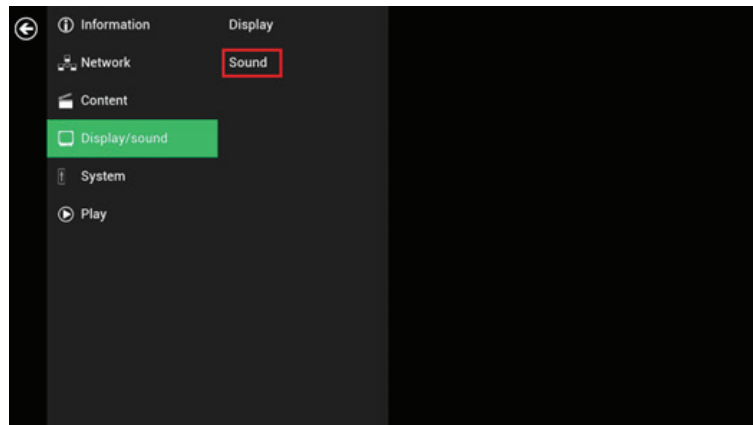 Information
Network
Content
Display/sound
System
Play
Display
Sound